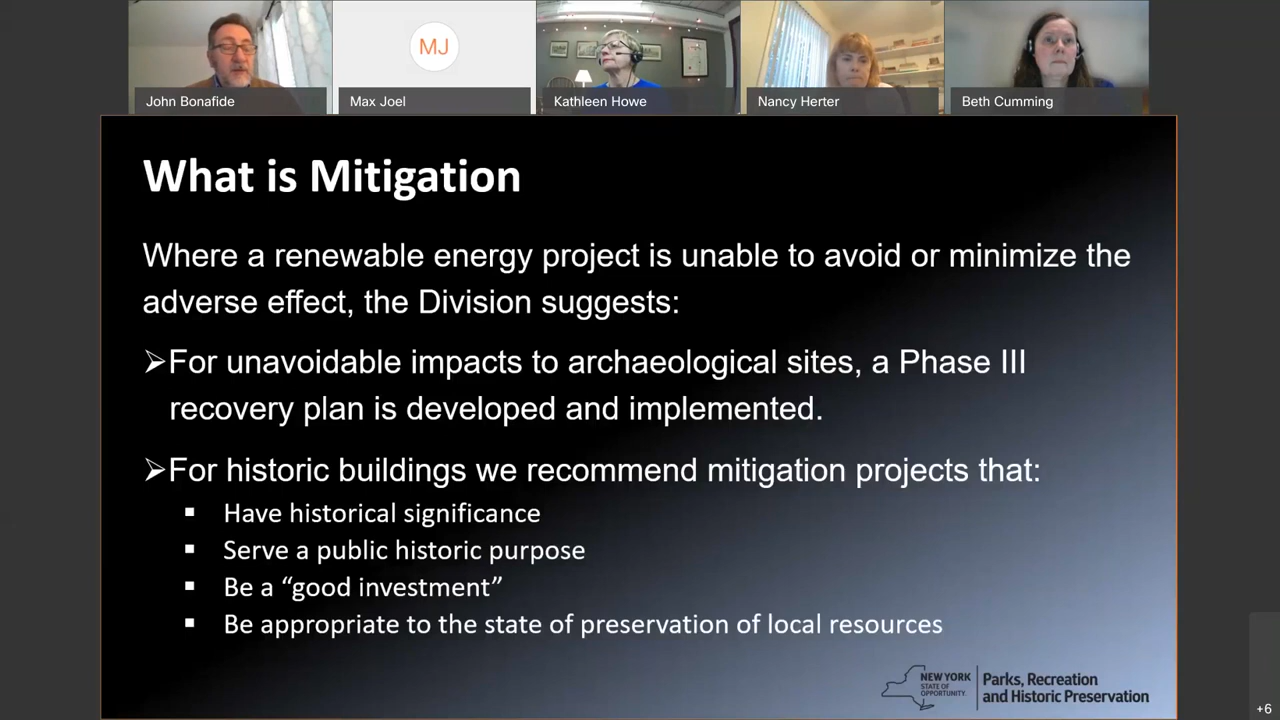 MJ
John Bonafide
Max Joel
Kathleen Howe
Nancy Herter
Beth Cumming
What is Mitigation
Where a renewable energy project is unable to avoid or minimize the
adverse effect, the Division suggests:
➢For unavoidable impacts to archaeological sites, a Phase III
recovery plan is developed and implemented.
➢For historic buildings we recommend mitigation projects that:
▪ Have historical significance
▪ Serve a public historic purpose
▪ Be a “good investment”
▪ Be appropriate to the state of preservation of local resources
NEW YORK
STATE OF
OPPORTUNITY.
Parks, Recreation
and Historic Preservation
+6